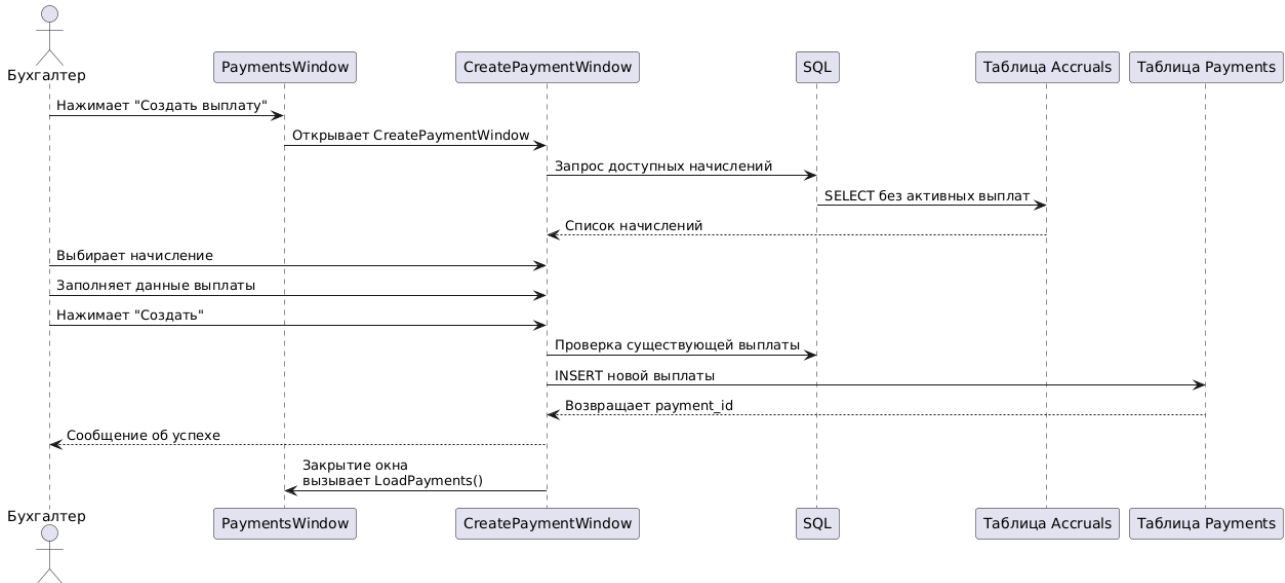 Бухгалтер
PaymentsWindow
CreatePaymentWindow
SQL
Таблица Accruals
Таблица Payments
Нажимает "Создать выплату"
Открывает CreatePaymentWindow
Запрос доступных начислений
SELECT без активных выплат
Список начислений
Выбирает начисление
Заполняет данные выплаты
Нажимает "Создать"
Проверка существующей выплаты
INSERT новой выплаты
Возвращает payment_id
Сообщение об успехе
Закрытие окна
вызывает LoadPayments()
Бухгалтер
PaymentsWindow
CreatePaymentWindow
SQL
Таблица Accruals
Таблица Payments